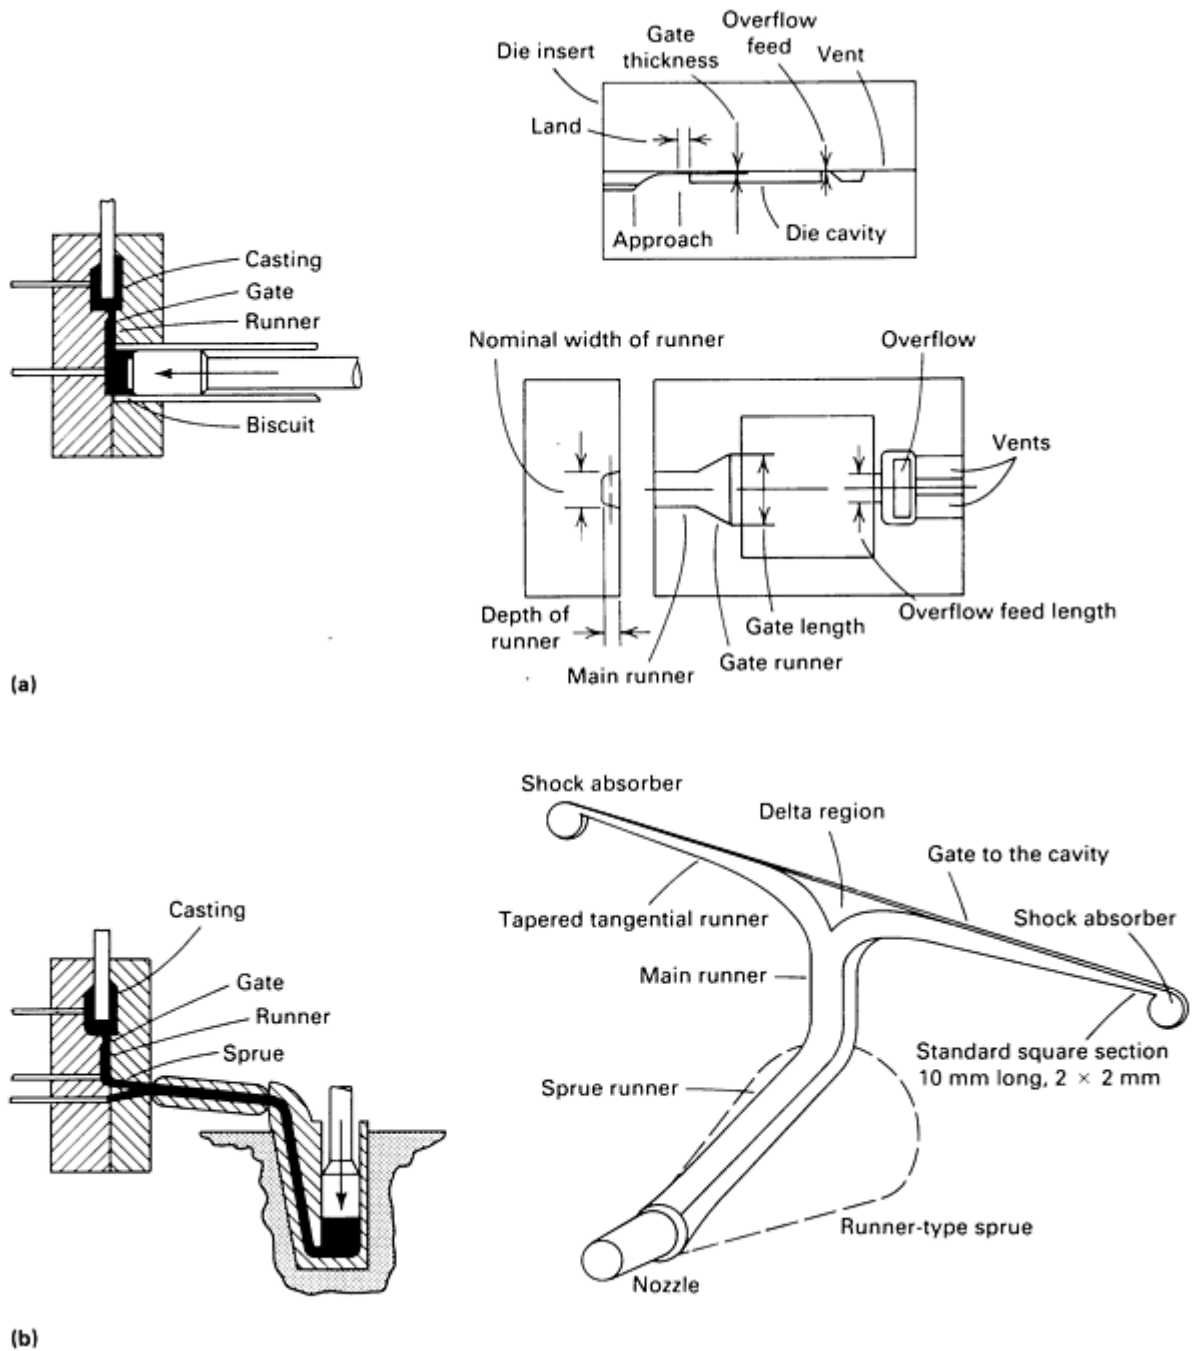 Die insert
Gate
thickness
Overflow
feed
Vent
Land
Approach
Die cavity
Casting
Gate
Runner
Biscuit
Nominal width of runner
Overflow
Vents
Depth of
runner
Main runner
Gate runner
Gate length
Overflow feed length
(a)
Shock absorber
Delta region
Gate to the cavity
Shock absorber
Tapered tangential runner
Main runner
Casting
Gate
Runner
Sprue
Standard square section
10 mm long, 2 × 2 mm
Sprue runner
Runner-type sprue
Nozzle
(b)